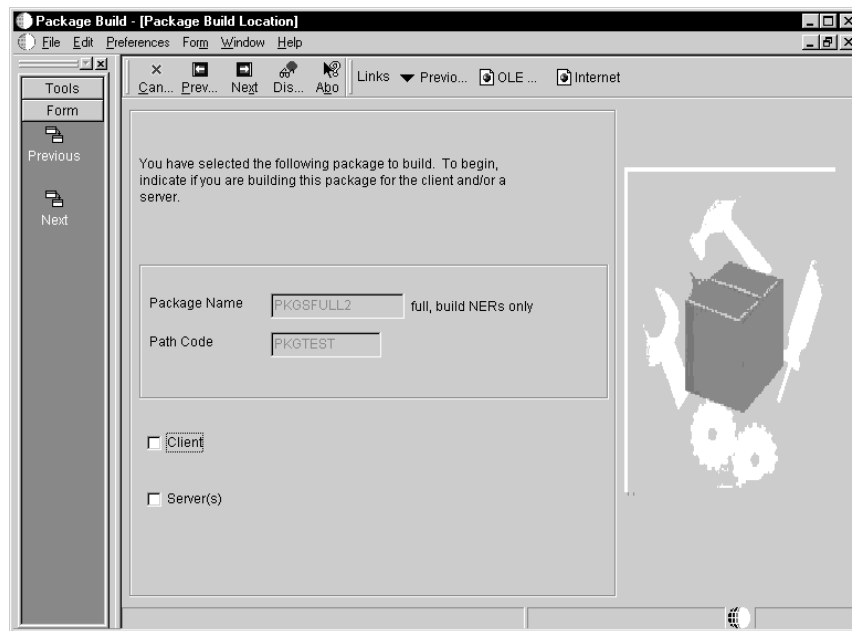 Package Build - [Package Build Location]
File Edit Preferences Form Window Help
Tools
Form
Previous
Next
Can... Prev... Next Dis... Abo Links Previo... OLE ... Internet
You have selected the following package to build. To begin,
indicate if you are building this package for the client and/or a
server.
Package Name PKGSFULL2 full, build NERs only
Path Code PKGTEST
Client
Server(s)